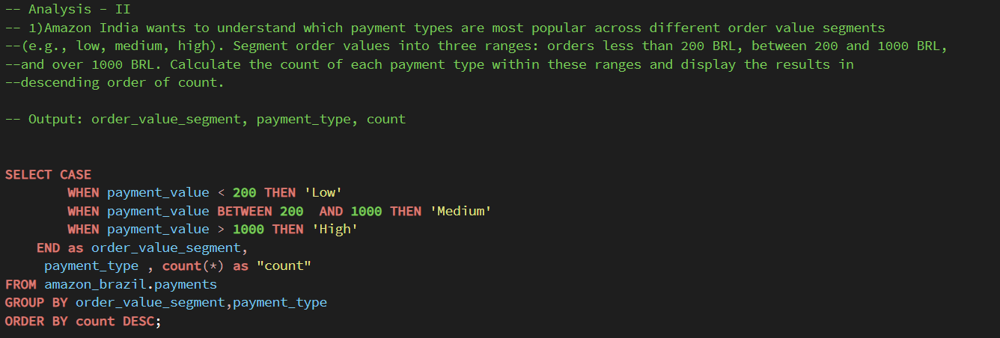 -- Analysis - II
-- 1)Amazon India wants to understand which payment types are most popular across different order value segments
--(e.g., low, medium, high). Segment order values into three ranges: orders less than 200 BRL, between 200 and 1000 BRL,
--and over 1000 BRL. Calculate the count of each payment type within these ranges and display the results in
--descending order of count.
-- Output: order_value_segment, payment_type, count
SELECT CASE
WHEN payment_value < 200 THEN 'Low'
WHEN payment_value BETWEEN 200  AND 1000 THEN 'Medium'
WHEN payment_value > 1000 THEN 'High'
END as order_value_segment,
payment_type , count(*) as "count"
FROM amazon_brazil.payments
GROUP BY order_value_segment,payment_type
ORDER BY count DESC;